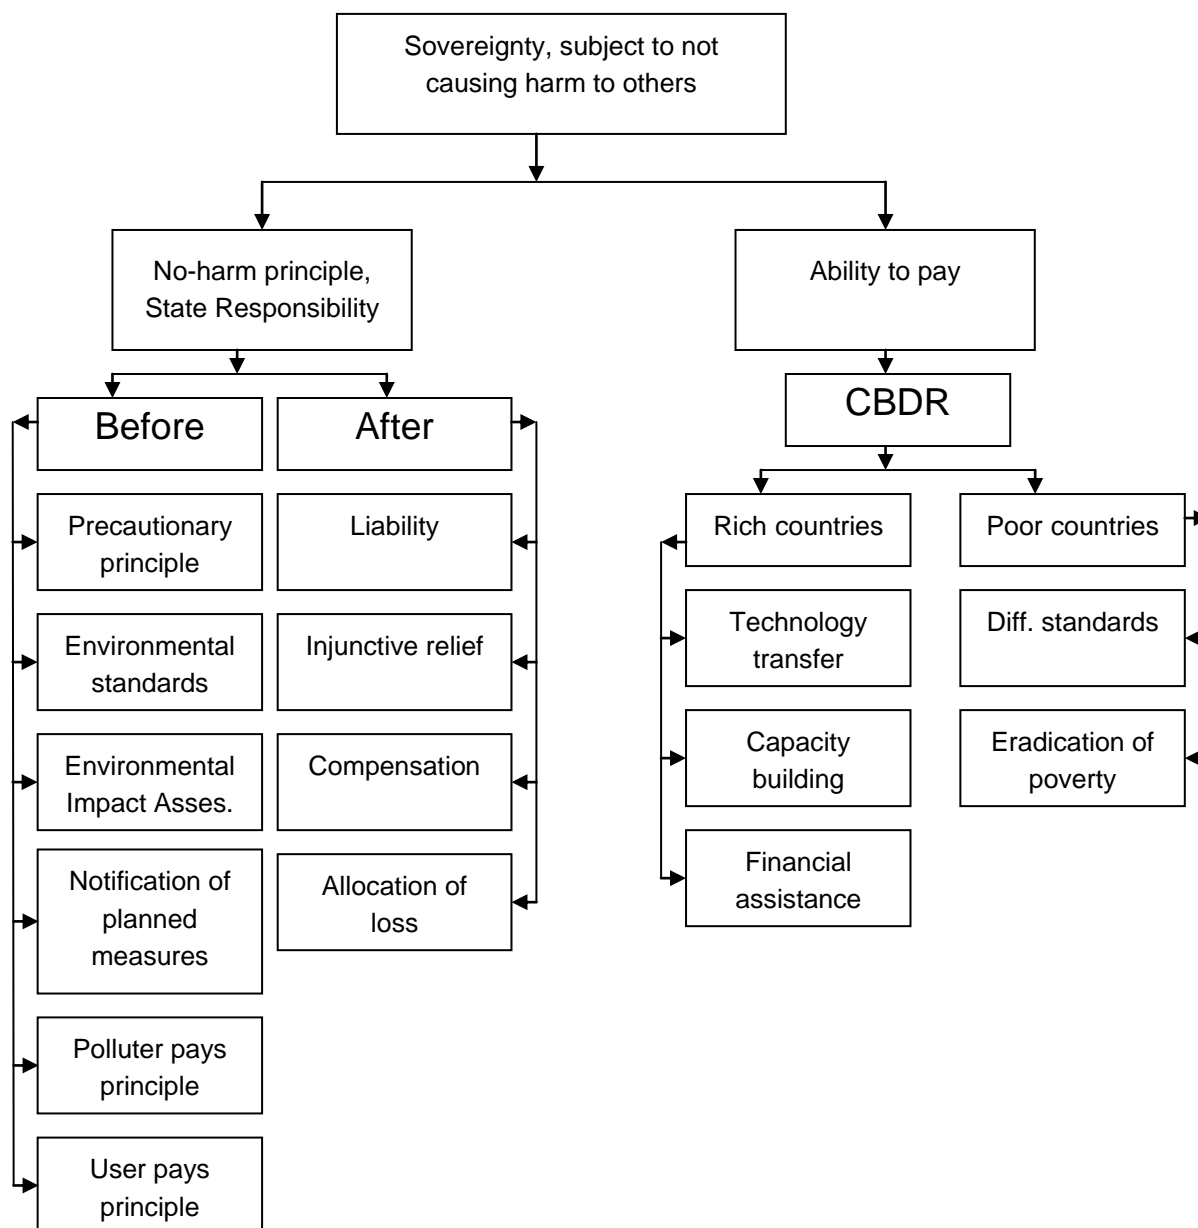 Sovereignty, subject to not
causing harm to others
No-harm principle,
State Responsibility
Ability to pay
CBDR
Before
After
Rich countries
Poor countries
Precautionary
principle
Liability
Technology
transfer
Diff. standards
Environmental
standards
Injunctive relief
Capacity
building
Eradication of
poverty
Environmental
Impact Asses.
Compensation
Financial
assistance
Notification of
planned
measures
Allocation of
loss
Polluter pays
principle
User pays
principle